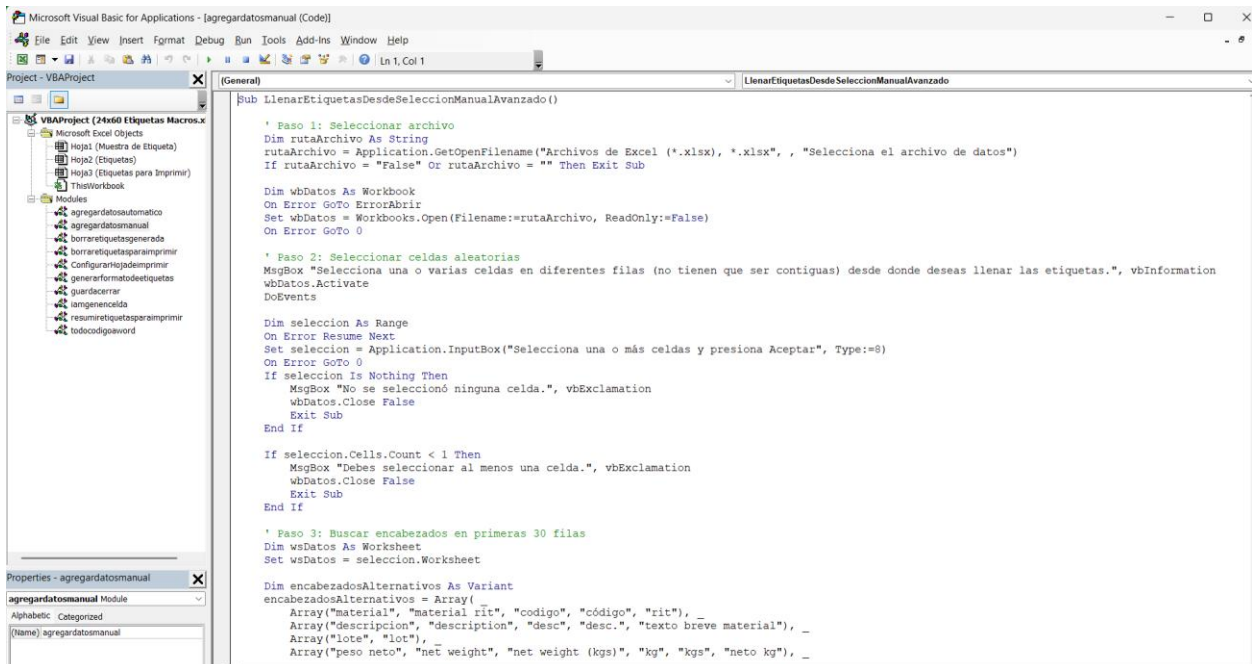 Microsoft Visual Basic for Applications - [agregardatosmanual (Code)]
File Edit View Insert Format Debug Run Tools Add-Ins Window Help
Ln 1, Col 1
Project - VBAProject
VBAProject (24x60 Etiquetas Macros.x
Microsoft Excel Objects
Hoja1 (Muestra de Etiqueta)
Hoja2 (Etiquetas)
Hoja3 (Etiquetas para Imprimir)
ThisWorkbook
Modules
agregardatosautomatico
agregardatosmanual
borraretiquetasgenerada
borraretiquetasparaimprimir
ConfigurarHojadeimprimir
generarformatodeetiquetas
guardacerrar
iamgenencelda
resumiretiquetasparaimprimir
todocodigoaword
Properties - agregardatosmanual
agregardatosmanual Module
Alphabetic Categorized
(Name) agregardatosmanual
(General) LlenarEtiquetasDesdeSeleccionManualAvanzado
Sub LlenarEtiquetasDesdeSeleccionManualAvanzado()
' Paso 1: Seleccionar archivo
Dim rutaArchivo As String
rutaArchivo = Application.GetOpenFilename("Archivos de Excel (*.xlsx), *.xlsx", , "Selecciona el archivo de datos")
If rutaArchivo = "False" Or rutaArchivo = "" Then Exit Sub
Dim wbDatos As Workbook
On Error GoTo ErrorAbrir
Set wbDatos = Workbooks.Open(Filename:=rutaArchivo, ReadOnly:=False)
On Error GoTo 0
' Paso 2: Seleccionar celdas aleatorias
MsgBox "Selecciona una o varias celdas en diferentes filas (no tienen que ser contiguas) desde donde deseas llenar las etiquetas.", vbInformation
wbDatos.Activate
DoEvents
Dim seleccion As Range
On Error Resume Next
Set seleccion = Application.InputBox("Selecciona una o más celdas y presiona Aceptar", Type:=8)
On Error GoTo 0
If seleccion Is Nothing Then
MsgBox "No se seleccionó ninguna celda.", vbExclamation
wbDatos.Close False
Exit Sub
End If
If seleccion.Cells.Count < 1 Then
MsgBox "Debes seleccionar al menos una celda.", vbExclamation
wbDatos.Close False
Exit Sub
End If
' Paso 3: Buscar encabezados en primeras 30 filas
Dim wsDatos As Worksheet
Set wsDatos = seleccion.Worksheet
Dim encabezadosAlternativos As Variant
encabezadosAlternativos = Array( _
Array("material", "material rit", "codigo", "código", "rit"), _
Array("descripcion", "description", "desc", "desc.", "texto breve material"), _
Array("lote", "lot"), _
Array("peso neto", "net weight", "net weight (kgs)", "kg", "kgs", "neto kg"), _